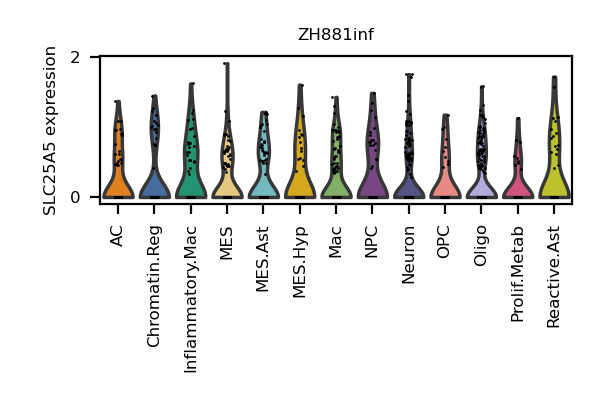 ZH881inf
SLC25A5 expression
2
0
AC
Chromatin.Reg
Inflammatory.Mac
MES
MES.Ast
MES.Hyp
Mac
NPC
Neuron
OPC
Oligo
Prolif.Metab
Reactive.Ast